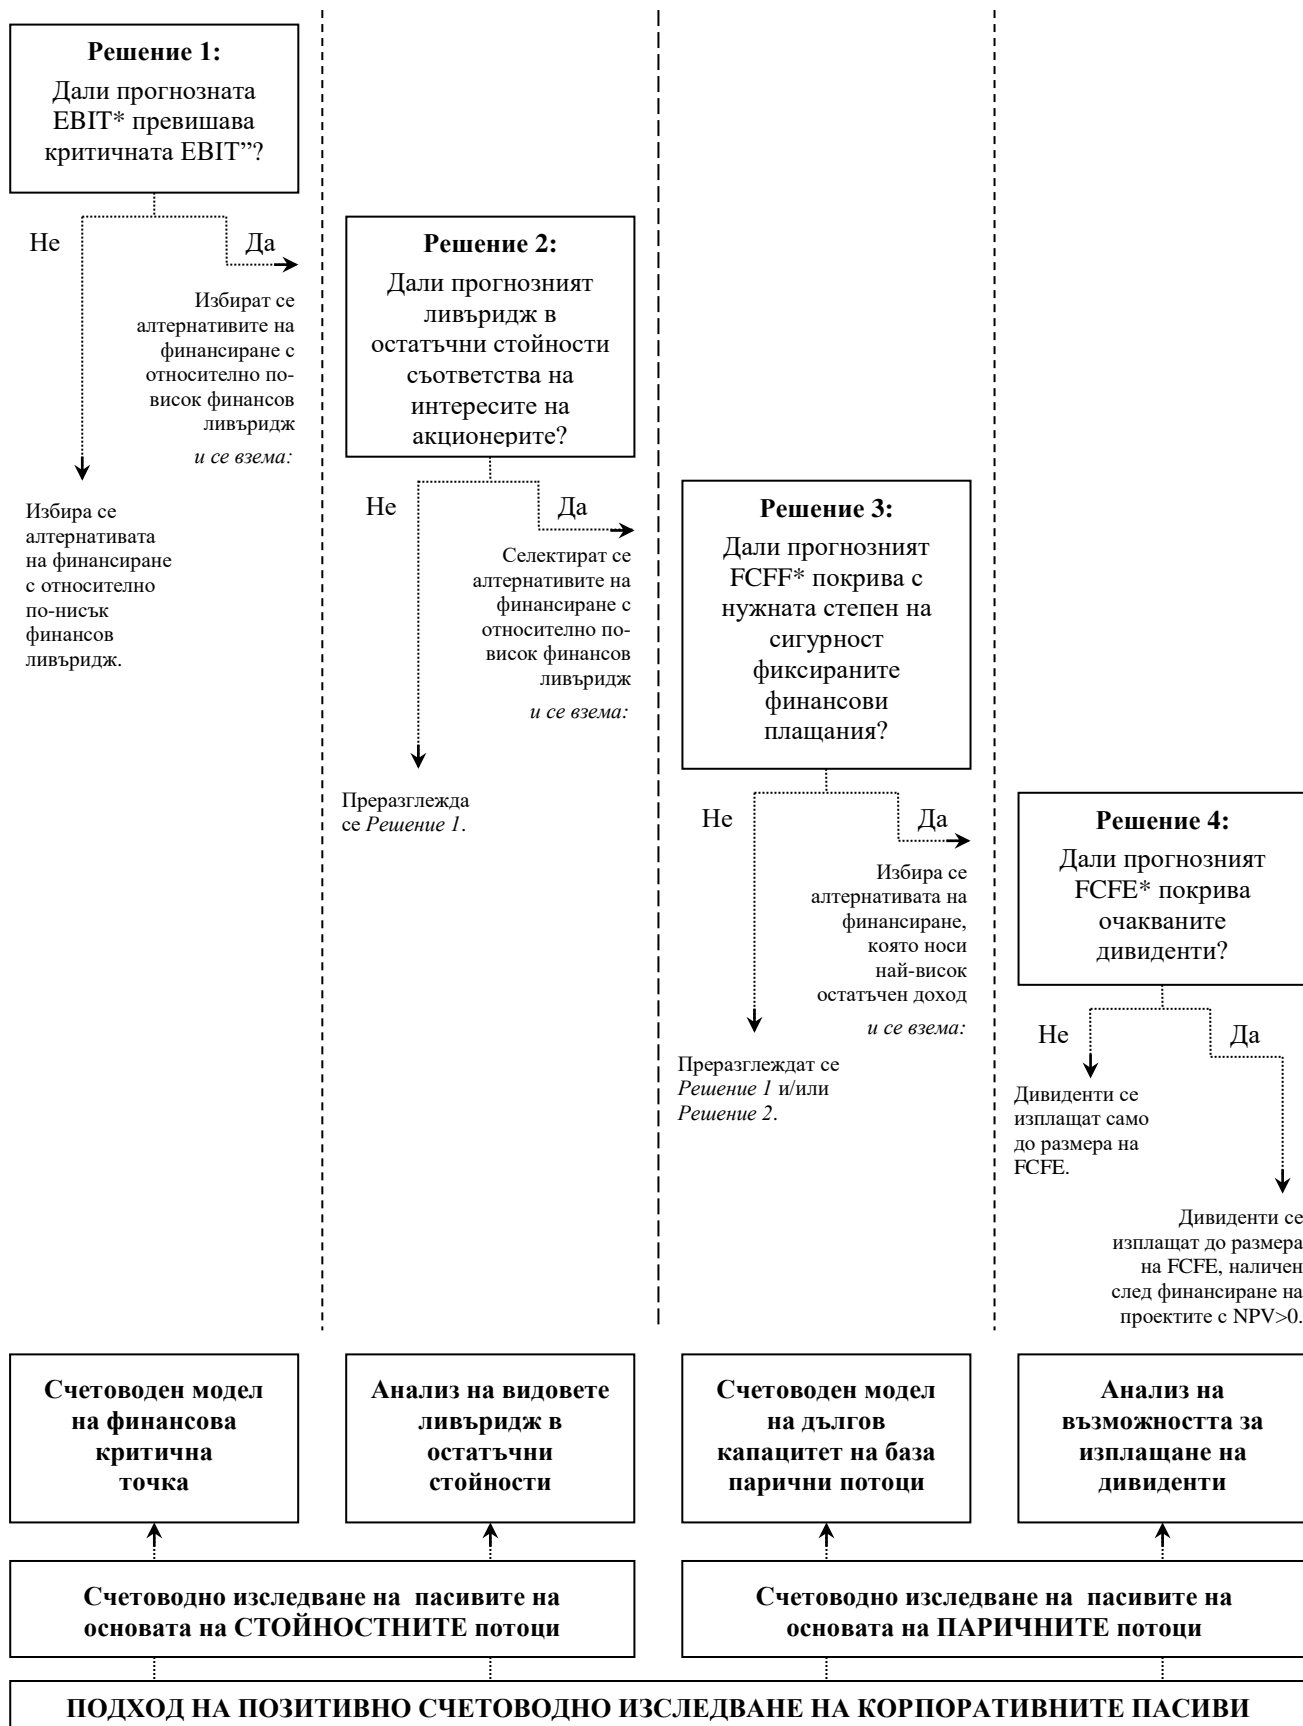 Решение 1:
Дали прогнозната
EBIT* превишава
критичната EBIT”?
Не
Да
Избират се
алтернативите на
финансиране с
относително по-
висок финансов
ливъридж
и се взема:
Избира се
алтернативата
на финансиране
с относително
по-нисък
финансов
ливъридж.
Решение 2:
Дали прогнозният
ливъридж в
остатъчни стойности
съответства на
интересите на
акционерите?
Не
Да
Селектират се
алтернативите на
финансиране с
относително по-
висок финансов
ливъридж
и се взема:
Преразглежда
се Решение 1.
Решение 3:
Дали прогнозният
FCFF* покрива с
нужната степен на
сигурност
фиксираните
финансови
плащания?
Не
Да
Избира се
алтернативата на
финансиране,
която носи
най-висок
остатъчен доход
и се взема:
Преразглеждат се
Решение 1 и/или
Решение 2.
Решение 4:
Дали прогнозният
FCFE* покрива
очакваните
дивиденти?
Не
Да
Дивиденти се
изплащат само
до размера на
FCFE.
Дивиденти се
изплащат до размера
на FCFE, наличен
след финансиране на
проектите с NPV>0.
Счетоводен модел
на финансова
критична
точка
Анализ на видовете
ливъридж в
остатъчни
стойности
Счетоводен модел
на дългов
капацитет на база
парични потоци
Анализ на
възможността за
изплащане на
дивиденти
Счетоводно изследване на пасивите на
основата на СТОЙНОСТНИТЕ потоци
Счетоводно изследване на пасивите на
основата на ПАРИЧНИТЕ потоци
ПОДХОД НА ПОЗИТИВНО СЧЕТОВОДНО ИЗСЛЕДВАНЕ НА КОРПОРАТИВНИТЕ ПАСИВИ